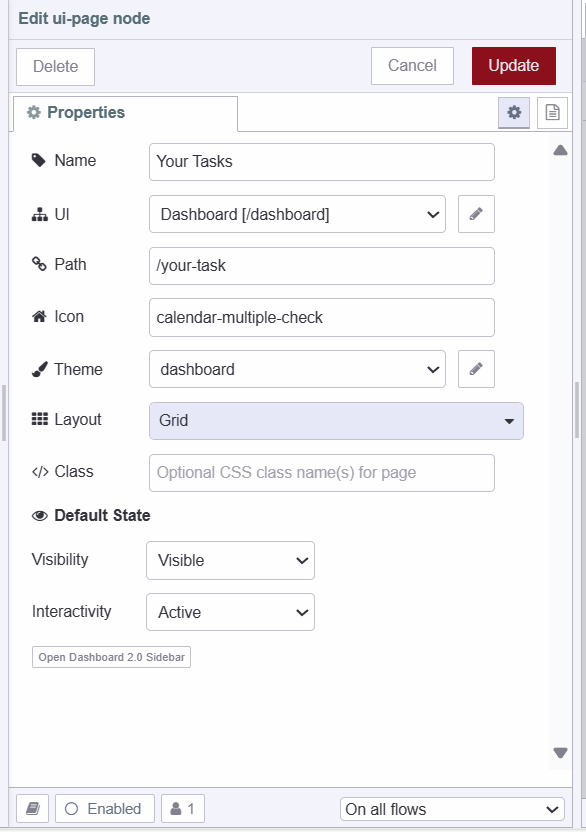 Edit ui-page node
Delete
Cancel
Update
Properties
Name
Your Tasks
UI
Dashboard [/dashboard]
Path
/your-task
Icon
calendar-multiple-check
Theme
dashboard
Layout
Grid
</> Class
Optional CSS class name(s) for page
Default State
Visibility
Visible
Interactivity
Active
Open Dashboard 2.0 Sidebar
Enabled
1
On all flows